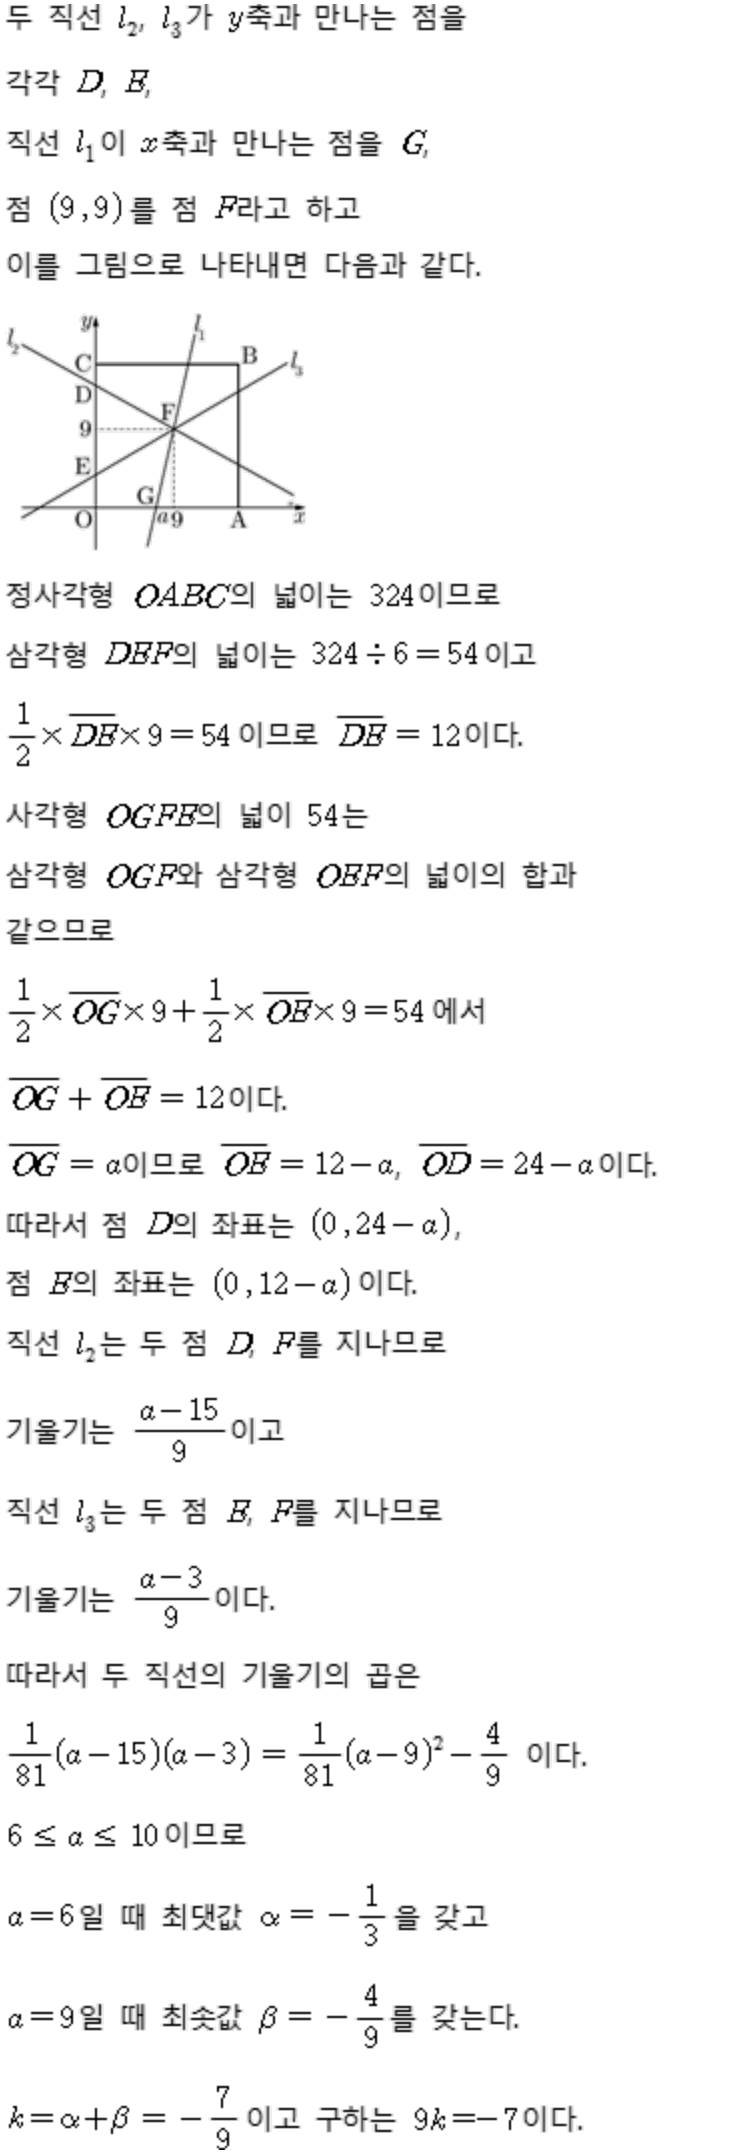 두 직선 l₂, l₃가 y축과 만나는 점을
각각 D, E,
직선 l₁이 x축과 만나는 점을 G,
점 (9,9)를 점 F라고 하고
이를 그림으로 나타내면 다음과 같다.
y
l₁
l₂
C
B
l₃
D
F
9
E
G
O
a
9
A
x
정사각형 OABC의 넓이는 324이므로
삼각형 DEF의 넓이는 324÷6=54이고
1/2×DE×9=54이므로 DE=12이다.
사각형 OGFE의 넓이 54는
삼각형 OGF와 삼각형 OEF의 넓이의 합과
같으므로
1/2×OG×9+1/2×OE×9=54에서
OG+OE=12이다.
OG=a이므로 OE=12-a, OD=24-a이다.
따라서 점 D의 좌표는 (0,24-a),
점 E의 좌표는 (0,12-a)이다.
직선 l₂는 두 점 D, F를 지나므로
기울기는 (a-15)/9이고
직선 l₃는 두 점 E, F를 지나므로
기울기는 (a-3)/9이다.
따라서 두 직선의 기울기의 곱은
1/81(a-15)(a-3)=1/81(a-9)²-4/9 이다.
6≤a≤10이므로
a=6일 때 최댓값 α=-1/3을 갖고
a=9일 때 최솟값 β=-4/9를 갖는다.
k=α+β=-7/9이고 구하는 9k=-7이다.